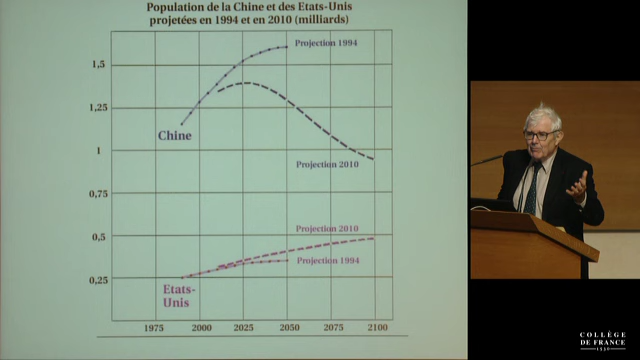 Population de la Chine et des Etats-Unis
projetées en 1994 et en 2010 (milliards)
Projection 1994
1,5
1,25
Chine
1
Projection 2010
0,75
Projection 2010
0,5
Projection 1994
0,25
Etats-
Unis
1975 2000 2025 2050 2075 2100
COLLÈGE
DE FRANCE
1530